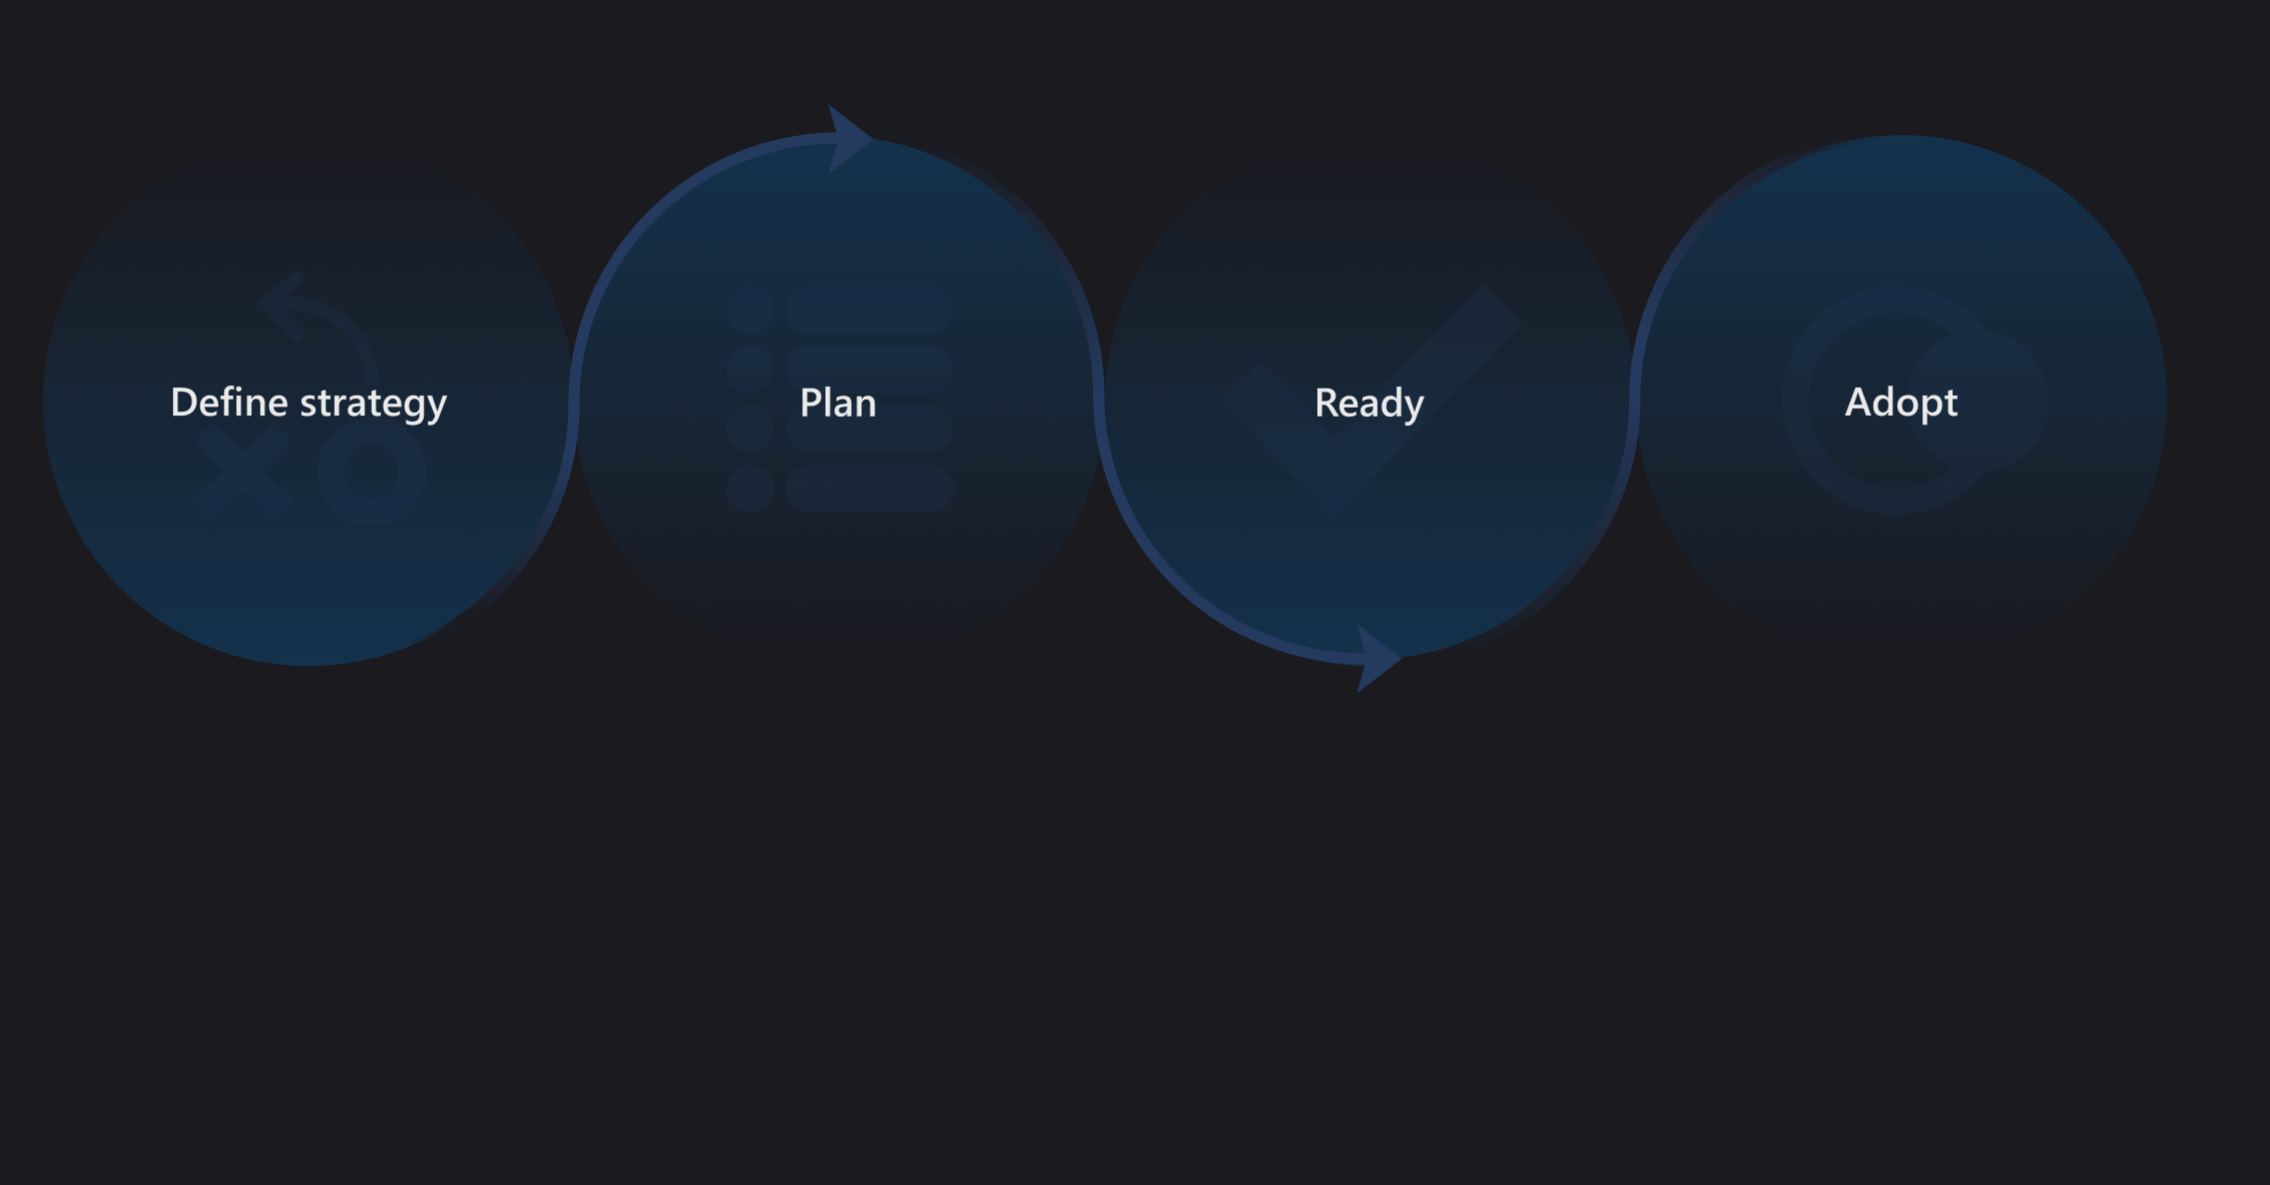 Define strategy
Plan
Ready
Adopt